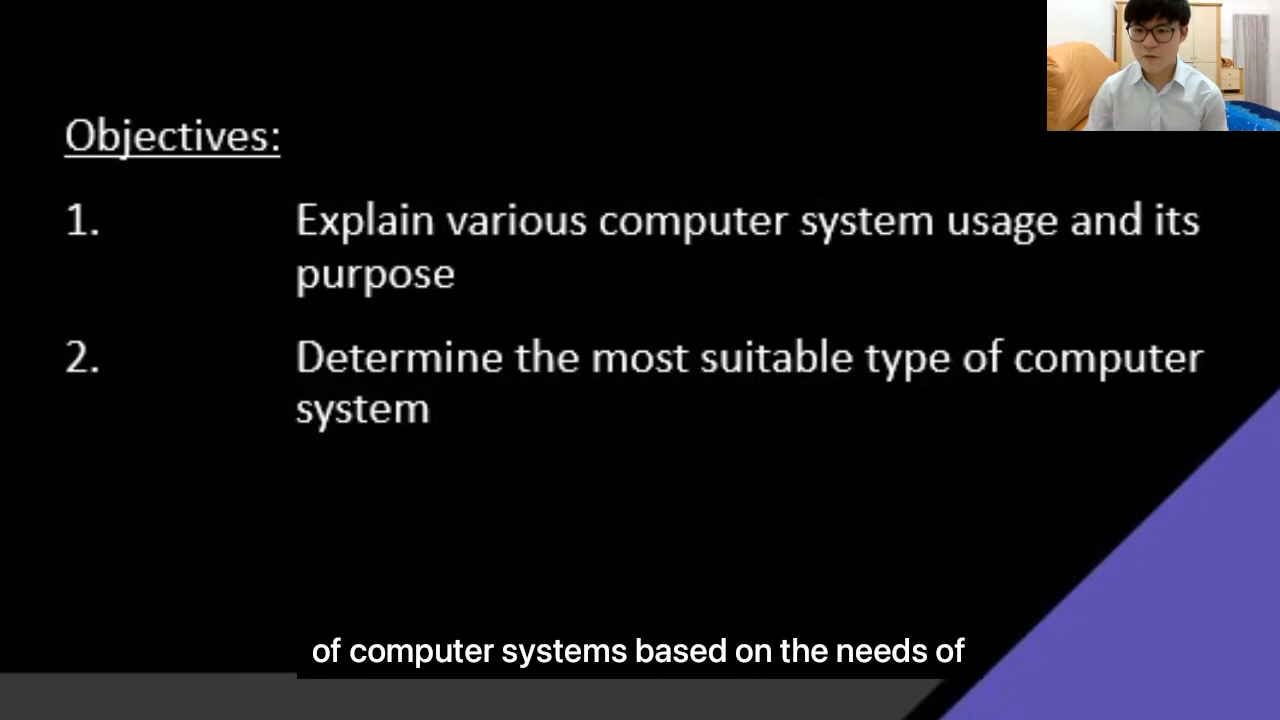 Objectives:
1. Explain various computer system usage and its
purpose
2. Determine the most suitable type of computer
system
of computer systems based on the needs of